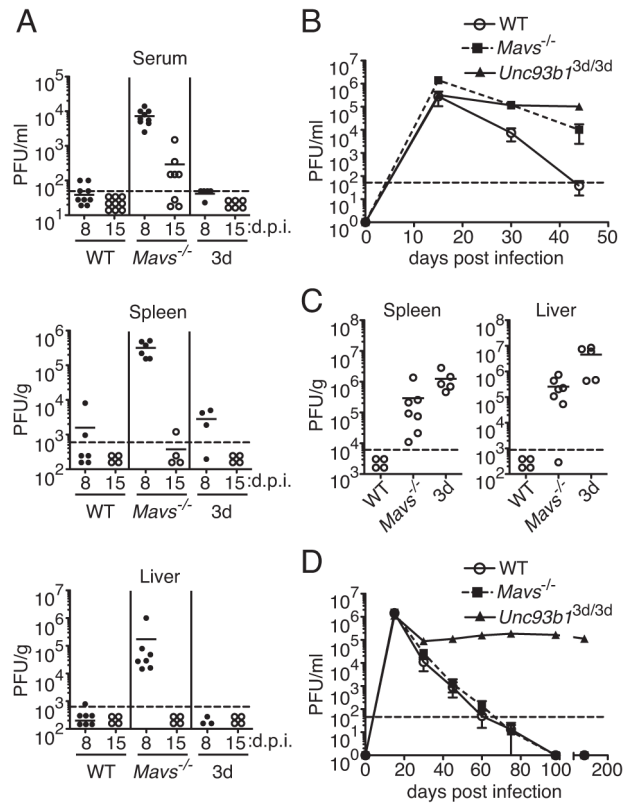 A
Serum
PFU/ml
10^5
10^4
10^3
10^2
10^1
8 15 8 15 8 15 :d.p.i.
WT Mavs-/- 3d
Spleen
PFU/g
10^6
10^5
10^4
10^3
10^2
8 15 8 15 8 15 :d.p.i.
WT Mavs-/- 3d
Liver
PFU/g
10^7
10^6
10^5
10^4
10^3
10^2
8 15 8 15 8 15 :d.p.i.
WT Mavs-/- 3d
B
WT
Mavs-/-
Unc93b1 3d/3d
PFU/ml
10^7
10^6
10^5
10^4
10^3
10^2
10^1
10^0
0 10 20 30 40 50
days post infection
C
Spleen
PFU/g
10^8
10^7
10^6
10^5
10^4
10^3
10^2
WT Mavs-/- 3d
Liver
10^8
10^7
10^6
10^5
10^4
10^3
10^2
WT Mavs-/- 3d
D
WT
Mavs-/-
Unc93b1 3d/3d
PFU/ml
10^7
10^6
10^5
10^4
10^3
10^2
10^1
10^0
0 20 40 60 80 100 200
days post infection